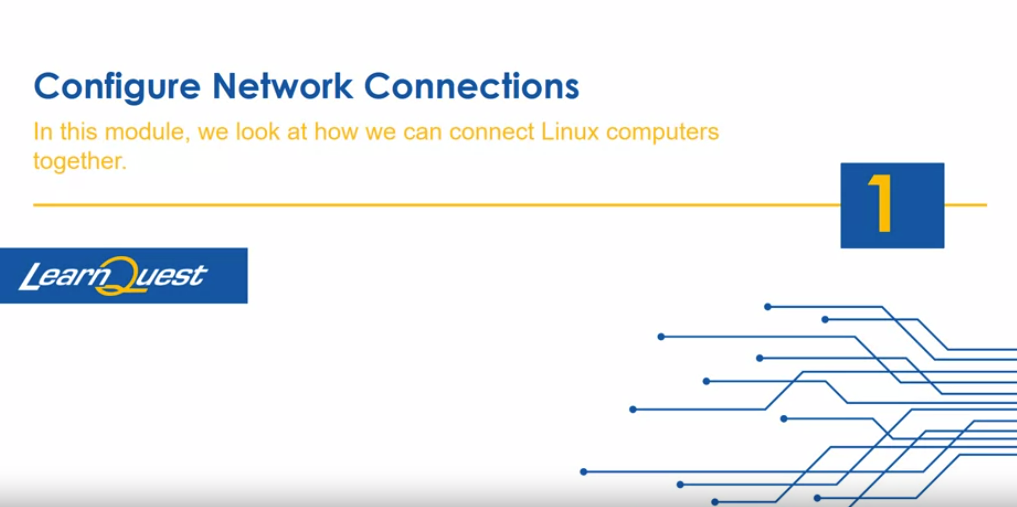 Configure Network Connections
In this module, we look at how we can connect Linux computers
together.
1
LearnQuest